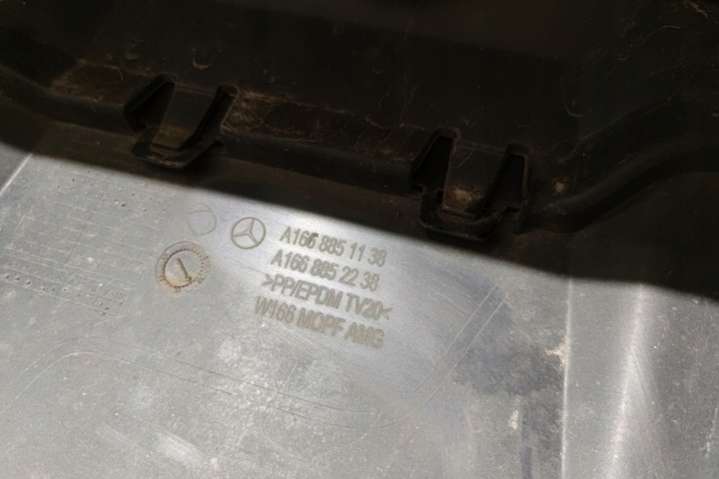 A166 885 11 38
A166 885 22 38
>PP/EPDM TV20<
W166 MOPF AMG